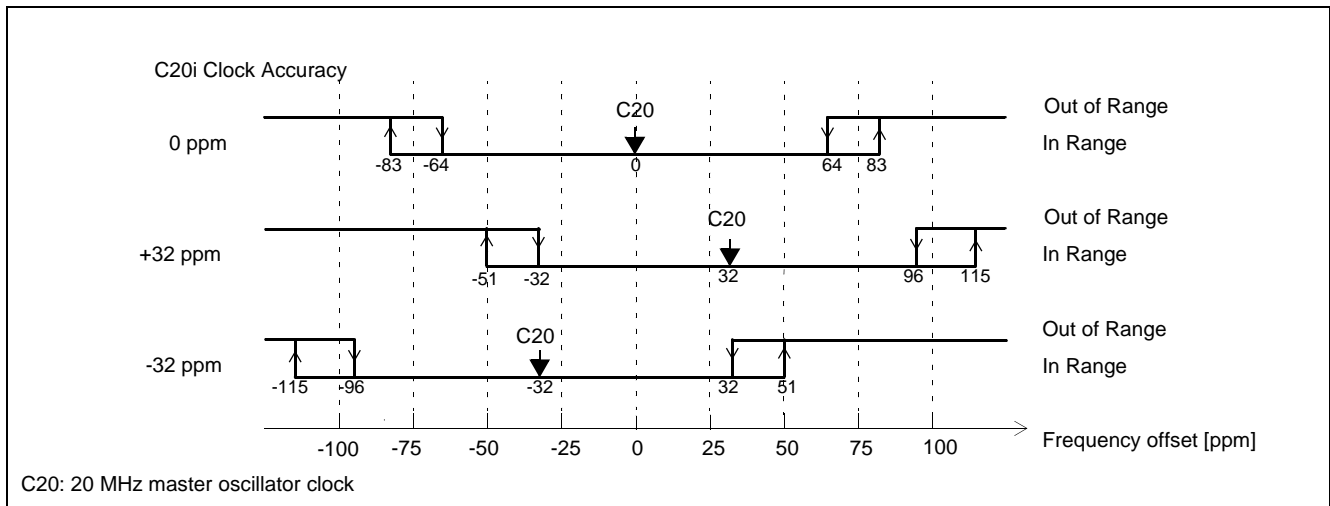 C20i Clock Accuracy
C20
Out of Range
0 ppm
In Range
-83 -64 0 64 83
C20
Out of Range
+32 ppm
In Range
-51 -32 32 96 115
C20
Out of Range
-32 ppm
In Range
-115 -96 -32 32 51
-100 -75 -50 -25 0 25 50 75 100 Frequency offset [ppm]
C20: 20 MHz master oscillator clock